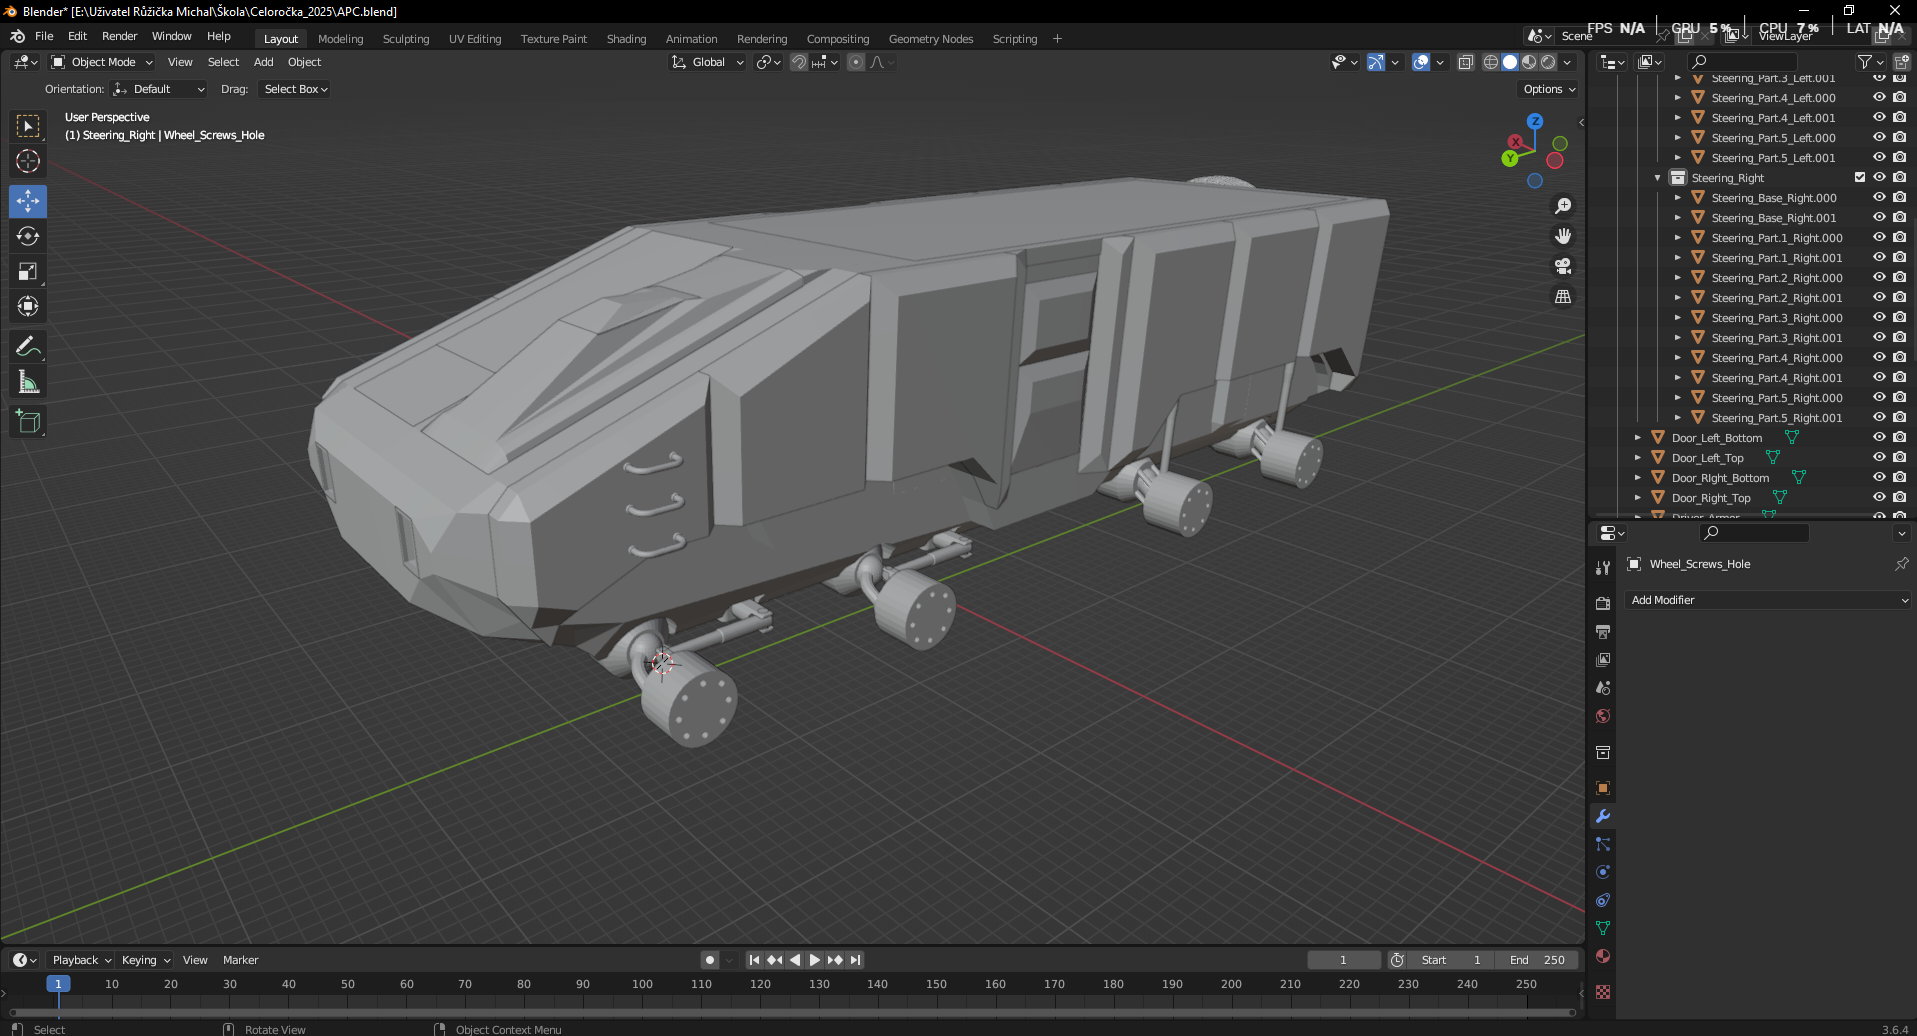 Blender* [E:\Uživatel Růžička Michal\Škola\Celoročka_2025\APC.blend]
FPS N/A GRU 5 % CPU 7 % LAT N/A
File Edit Render Window Help Layout Modeling Sculpting UV Editing Texture Paint Shading Animation Rendering Compositing Geometry Nodes Scripting + Scene ViewLayer
Object Mode View Select Add Object Global
Orientation: Default Drag: Select Box Options
User Perspective
(1) Steering_Right | Wheel_Screws_Hole
Z
X
Y
Steering_Part.3_Left.001
Steering_Part.4_Left.000
Steering_Part.4_Left.001
Steering_Part.5_Left.000
Steering_Part.5_Left.001
Steering_Right
Steering_Base_Right.000
Steering_Base_Right.001
Steering_Part.1_Right.000
Steering_Part.1_Right.001
Steering_Part.2_Right.000
Steering_Part.2_Right.001
Steering_Part.3_Right.000
Steering_Part.3_Right.001
Steering_Part.4_Right.000
Steering_Part.4_Right.001
Steering_Part.5_Right.000
Steering_Part.5_Right.001
Door_Left_Bottom
Door_Left_Top
Door_RIght_Bottom
Door_Right_Top
Driver_Armor
Wheel_Screws_Hole
Add Modifier
Playback Keying View Marker 1 Start 1 End 250
1 10 20 30 40 50 60 70 80 90 100 110 120 130 140 150 160 170 180 190 200 210 220 230 240 250
Select Rotate View Object Context Menu 3.6.4